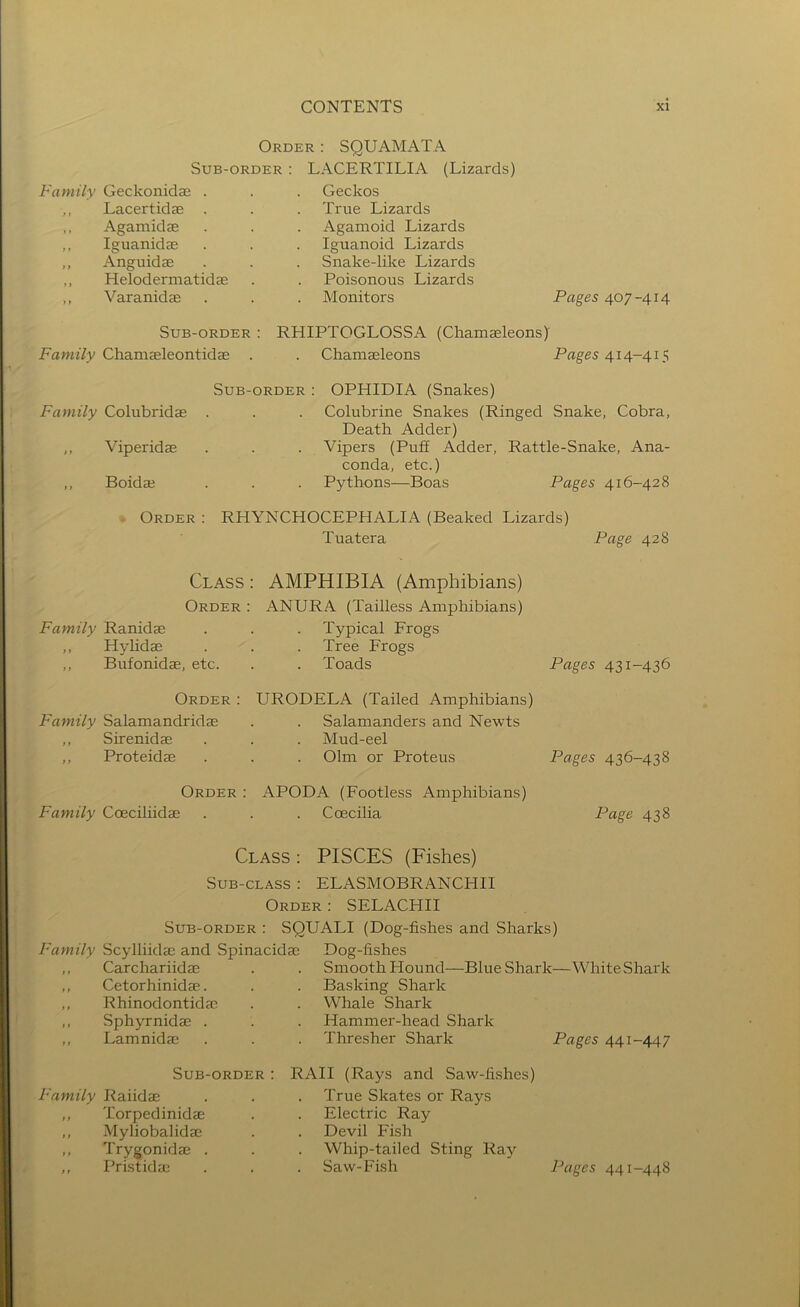 CONTENTS xi
Order : SQUAMATA
Sub-order : LACERTILIA (Lizards)
Family Geckonidæ . . . Geckos
,, Lacertidæ . . . True Lizards
,, Agamidæ . . . Agamoid Lizards
,, Iguanidæ . . . Iguanoid Lizards
,, Anguidæ . . . Snake-like Lizards
,, Helodermatidæ . . Poisonous Lizards
,, Varanidæ . . . Monitors Pages 407-414
Sub-order : RHIPTOGLOSSA (Chamæleons)
Family Chamæleontidæ . . Chamæleons Pages 414-415
Sub-order : OPHIDIA (Snakes)
Family Colubridæ . . . Colubrine Snakes (Ringed Snake, Cobra,
Death Adder)
,, Viperidæ . . . Vipers (Puff Adder, Rattle-Snake, Ana-
conda, etc.)
,, Boidæ . . . Pythons—Boas Pages 416-428
Order : RHYNCHOCEPHALIA (Beaked Lizards)
Tuatera Page 428
Class : AMPHIBIA (Amphibians)
Order : ANURA (Tailless Amphibians)
Family Ranidæ . . . Typical Frogs
,, Hylidæ . . . Tree Frogs
,, Bufonidæ, etc. . . Toads Pages 431-436
Order : URODELA (Tailed Amphibians)
Family Salamandridæ . . Salamanders and Newts
,, Sirenidæ . . . Mud-eel
,, Proteidæ . . . Olm or Proteus Pages 436-438
Order : APODA (Footless Amphibians)
Family Cœciliidæ . . . Cœcilia Page 438
Class : PISCES (Fishes)
Sub-class : ELASMOBRANCHII
Order : SELACHII
Sub-order : SQUALI (Dog-fishes and Sharks)
Family Scylliidæ and Spinacidæ Dog-fishes
,, Carchariidæ . . Smooth Hound—Blue Shark—White Shark
,, Cetorhinidæ. . . Basking Shark
,, Rhinodontidæ . . Whale Shark
,, Sphyrnidæ . . . Hammer-head Shark
,, Lamnidæ . . . Thresher Shark Pages 441-447
Sub-order : RAII (Rays and Saw-fishes)
Family Raiidæ . . . True Skates or Rays
,, Torpedinidæ . . Electric Ray
,, Myliobalidæ . . Devil Fish
,, Trygonidæ . . . Whip-tailed Sting Ray
,, Pristidæ . . . Saw-Fish Pages 441-448